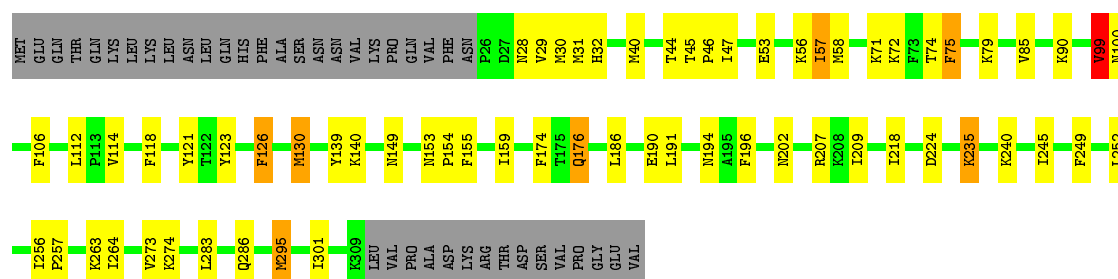 MET GLU GLN THR GLN LYS LEU LYS LEU ASN LEU GLN HIS PHE ALA SER ASN ASN VAL LYS PRO GLN VAL PHE ASN P26 D27 N28 V29 M30 M31 H32 M40 T44 T45 P46 I47 E53 K56 I57 M58 K71 K72 F73 T74 F75 K79 V85 K90 V99 N100
F106 L112 P113 V114 F118 Y121 T122 Y123 F126 M130 Y139 K140 N149 N153 P154 F155 I159 F174 T175 Q176 L186 E190 L191 N194 A195 F196 N202 R207 K208 I209 I218 D224 K235 K240 I245 F249
I256 P257 K263 I264 V273 K274 L283 Q286 M295 I301 K309 LEU VAL PRO ALA ASP LYS ARG THR ASP SER VAL PRO GLY GLU VAL